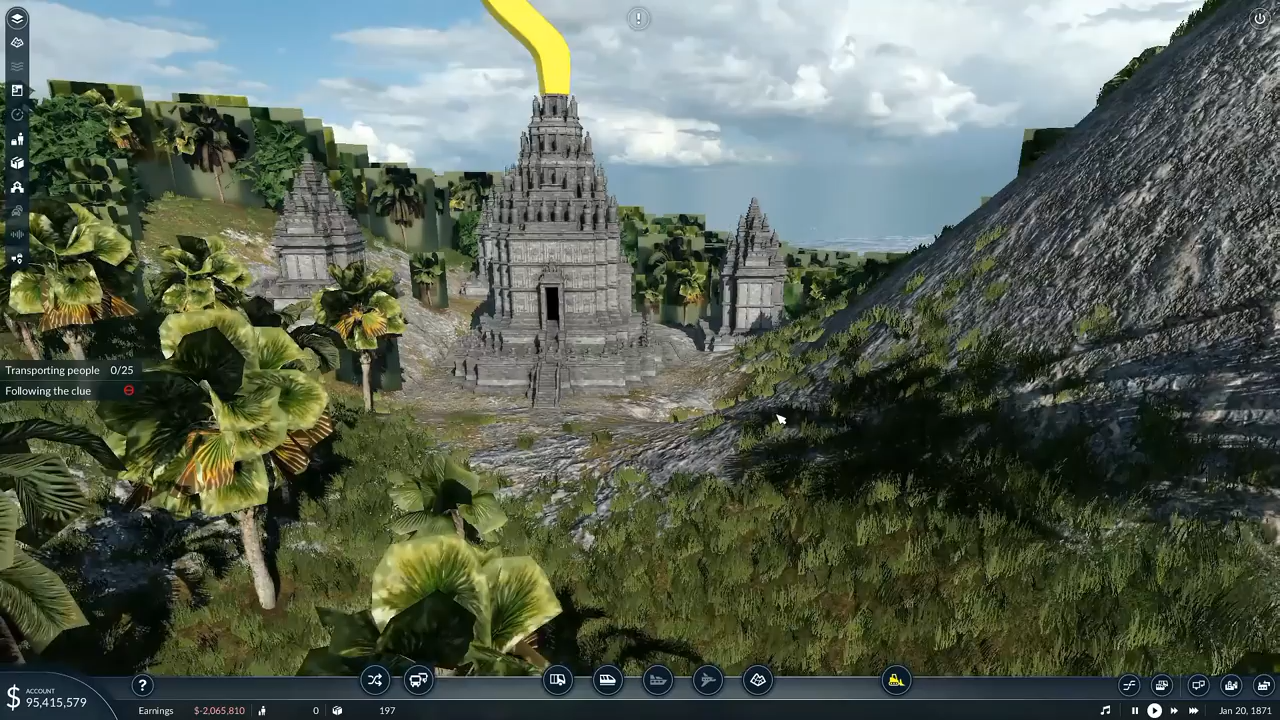 Transporting people 0/25
Following the clue
$ ACCOUNT
95,415,579
?
Earnings $-2,065,810 0 197
Jan 20, 1871